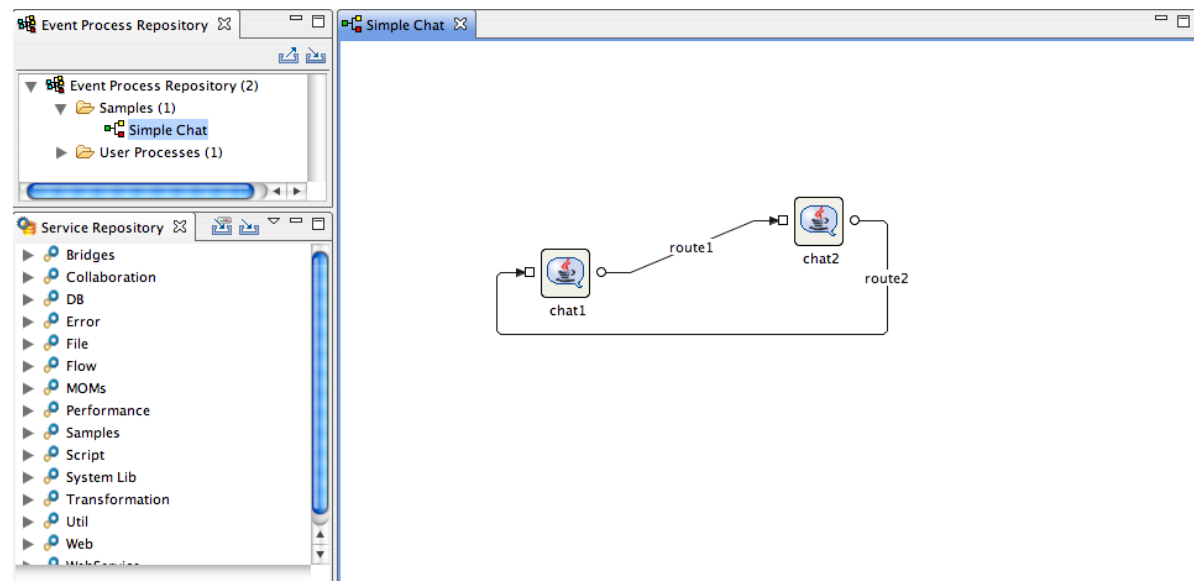 Event Process Repository
Event Process Repository (2)
Samples (1)
Simple Chat
User Processes (1)
Service Repository
Bridges
Collaboration
DB
Error
File
Flow
MOMs
Performance
Samples
Script
System Lib
Transformation
Util
Web
WebService
Simple Chat
route1
chat2
route2
chat1